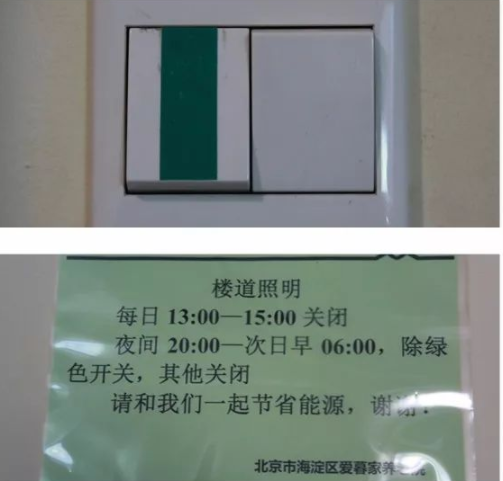 楼道照明
每日 13:00—15:00 关闭
夜间 20:00—次日早 06:00，除绿
色开关，其他关闭
请和我们一起节省能源，谢谢！
北京市海淀区爱暮家养老院